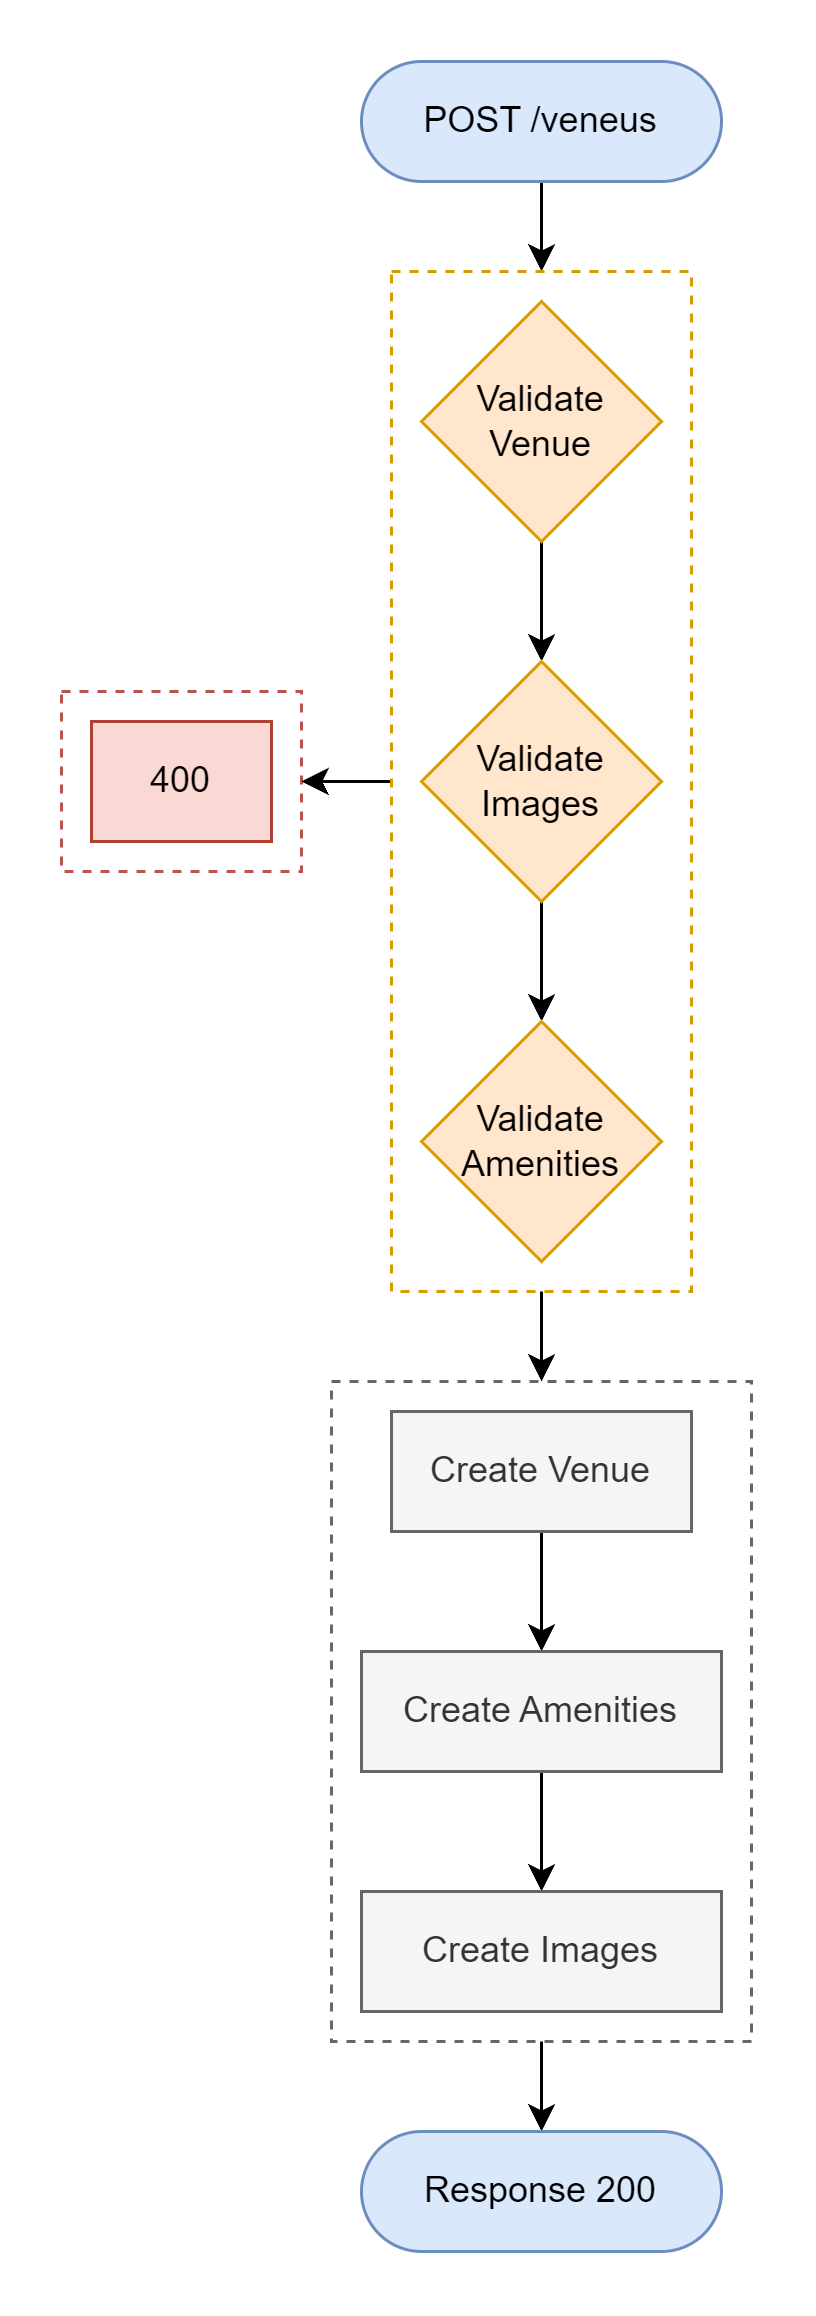 POST /veneus
Validate
Venue
Validate
Images
400
Validate
Amenities
Create Venue
Create Amenities
Create Images
Response 200